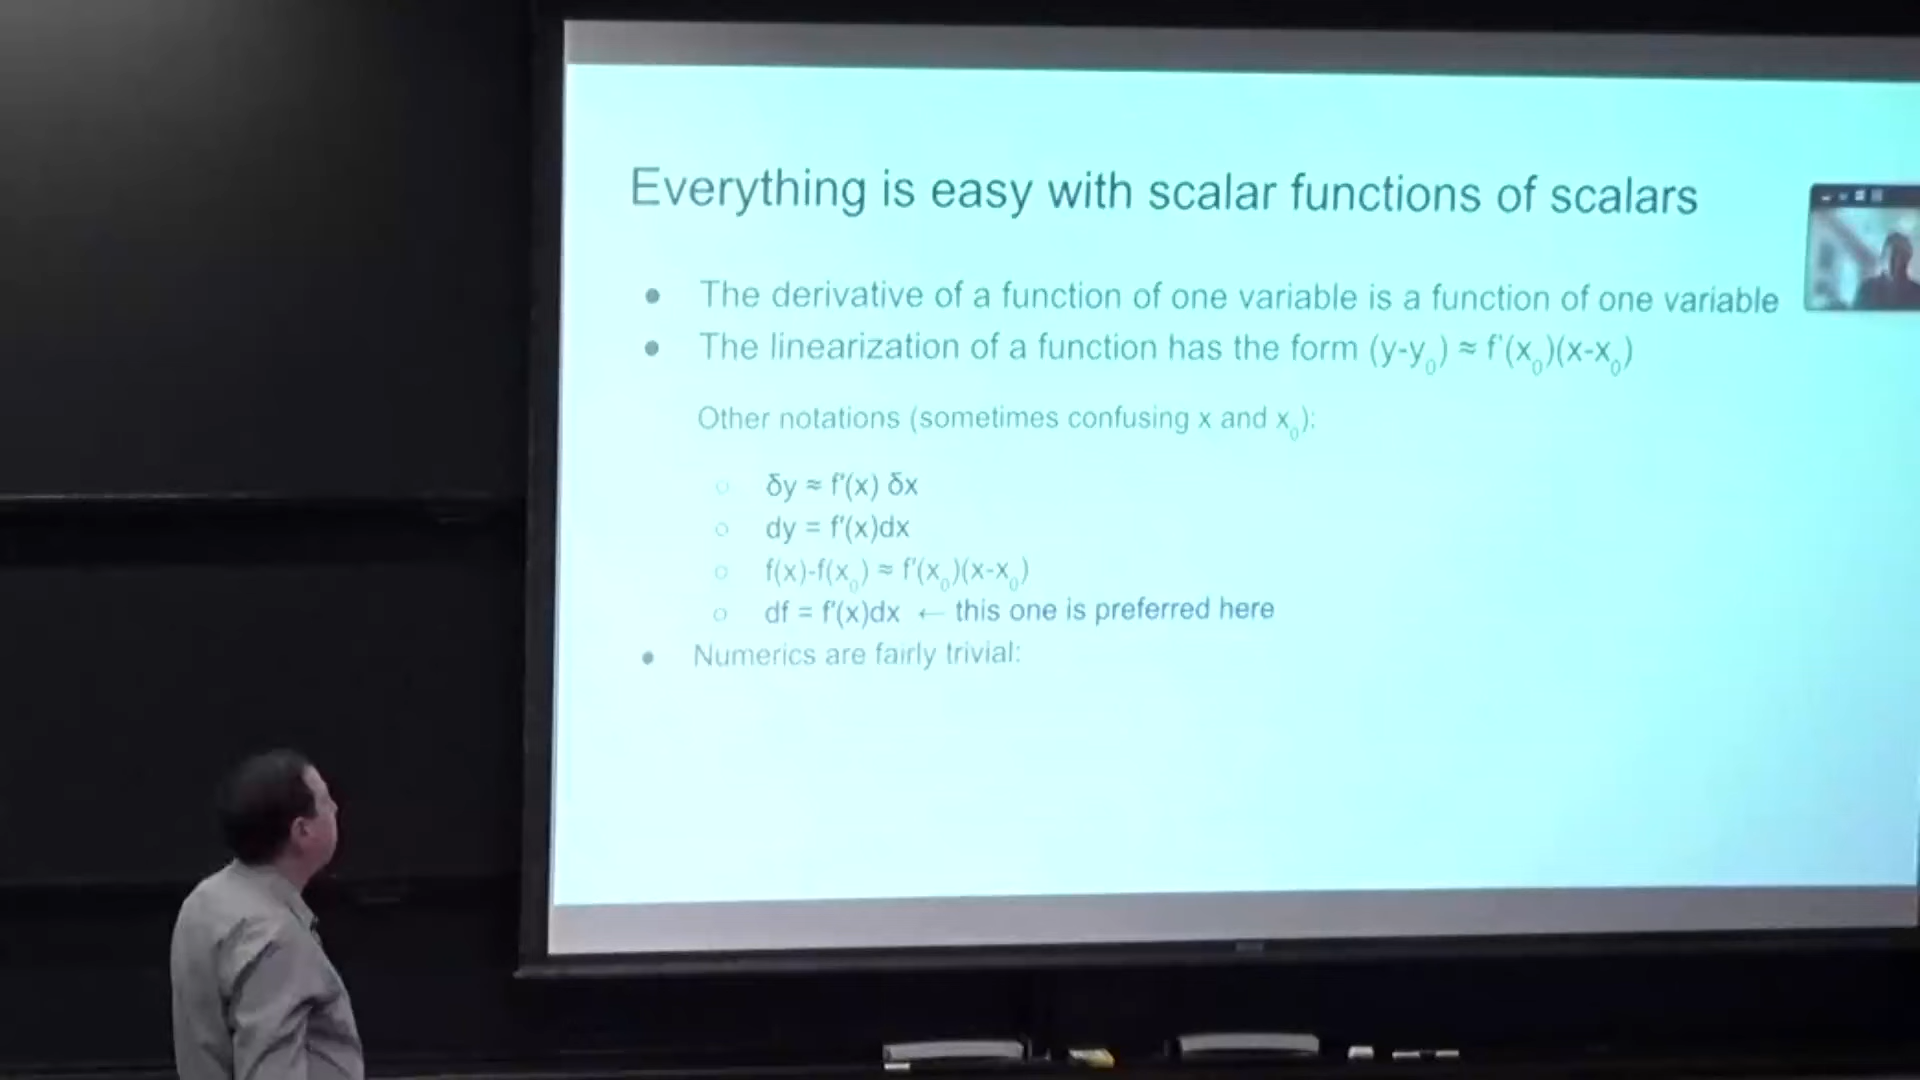 Everything is easy with scalar functions of scalars
● The derivative of a function of one variable is a function of one variable
● The linearization of a function has the form (y-y₀) ≈ f'(x₀)(x-x₀)
Other notations (sometimes confusing x and x₀):
○ δy ≈ f'(x) δx
○ dy = f'(x)dx
○ f(x)-f(x₀) ≈ f'(x₀)(x-x₀)
○ df = f'(x)dx ← this one is preferred here
● Numerics are fairly trivial: